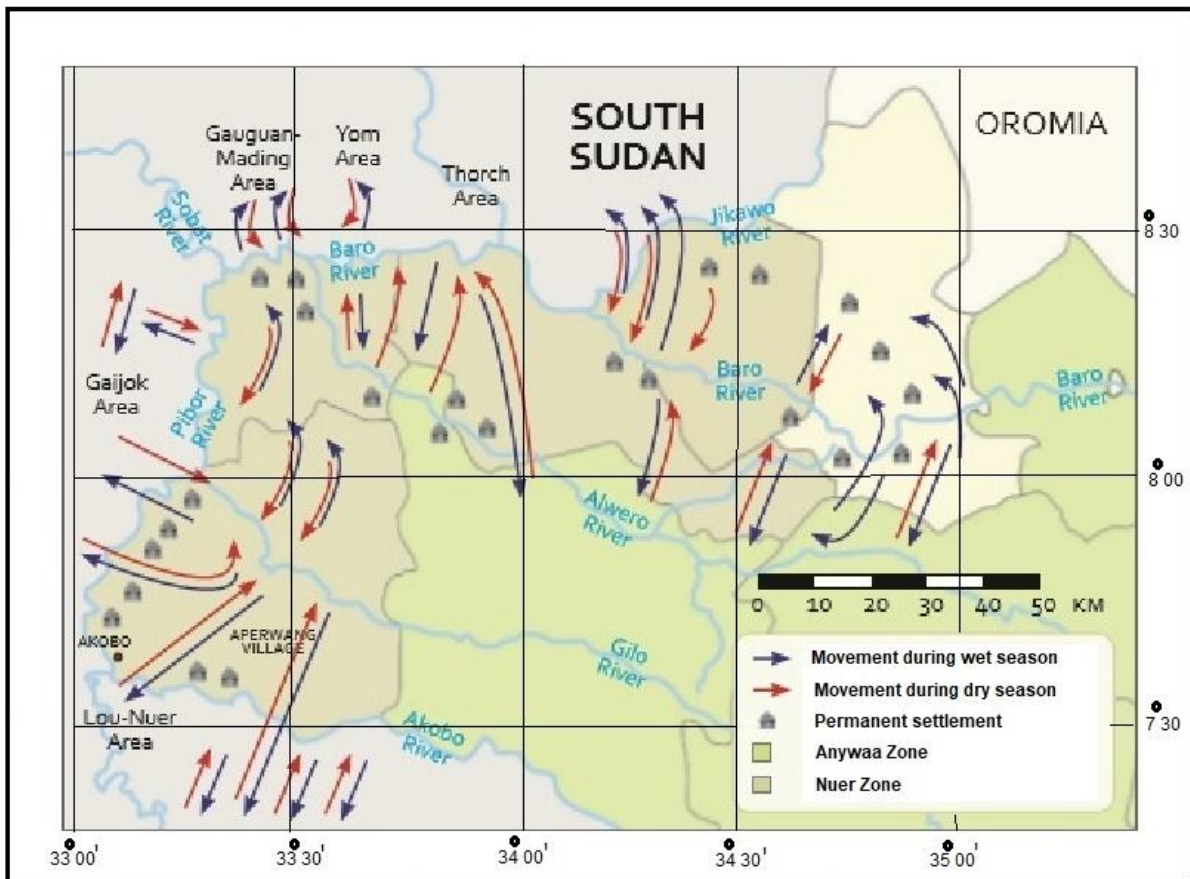 SOUTH
SUDAN
OROMIA
Gauguan-
Mading
Area
Yom
Area
Thorch
Area
Sobat
River
Baro
River
Jikawo
River
8 30
Gaijok
Area
Pibor
River
Baro
River
Baro
River
8 00
Alwero
River
0 10 20 30 40 50 KM
AKOBO
APERWANG
VILLAGE
Gilo
River
Lou-Nuer
Area
Akobo
River
7 30
Movement during wet season
Movement during dry season
Permanent settlement
Anywaa Zone
Nuer Zone
33 00' 33 30' 34 00' 34 30' 35 00'